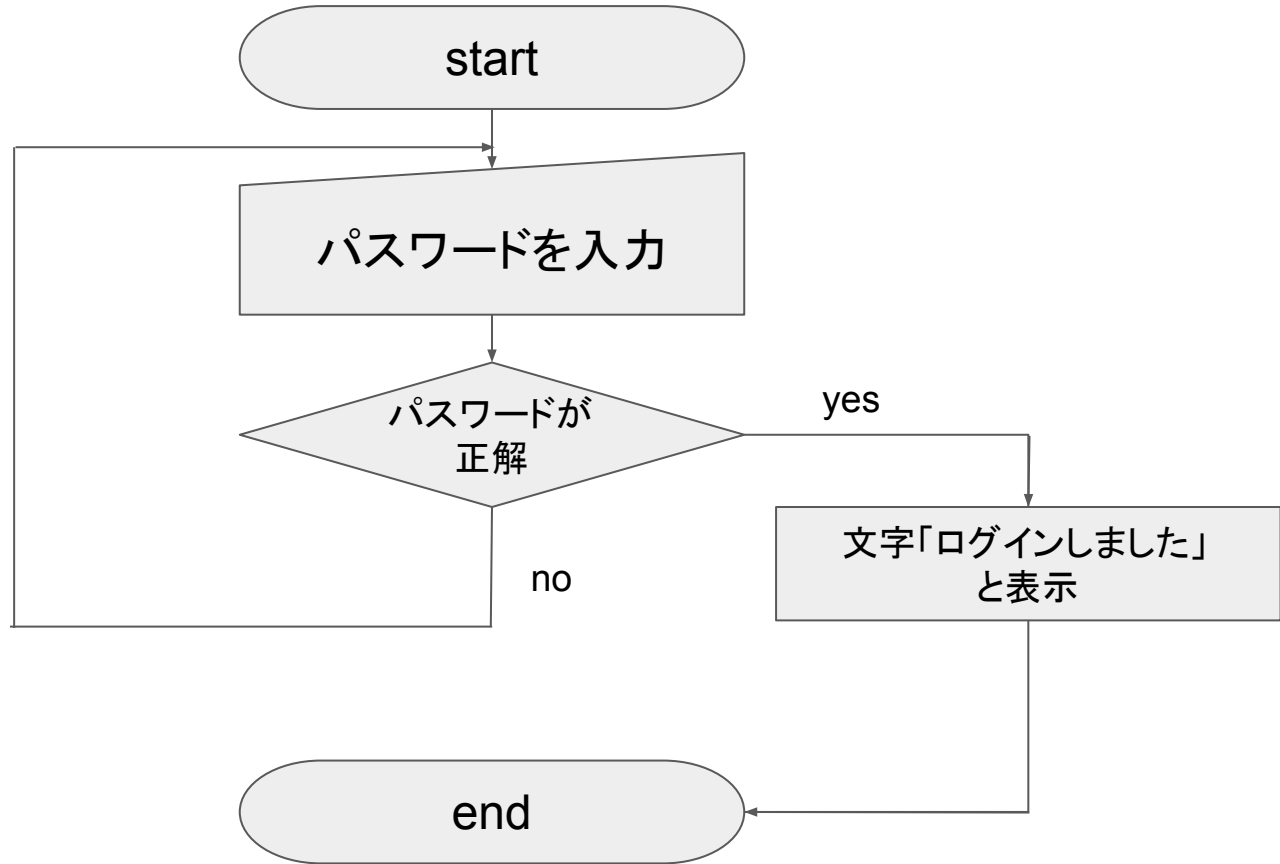 start
パスワードを入力
パスワードが
正解
yes
no
文字「ログインしました」
と表示
end